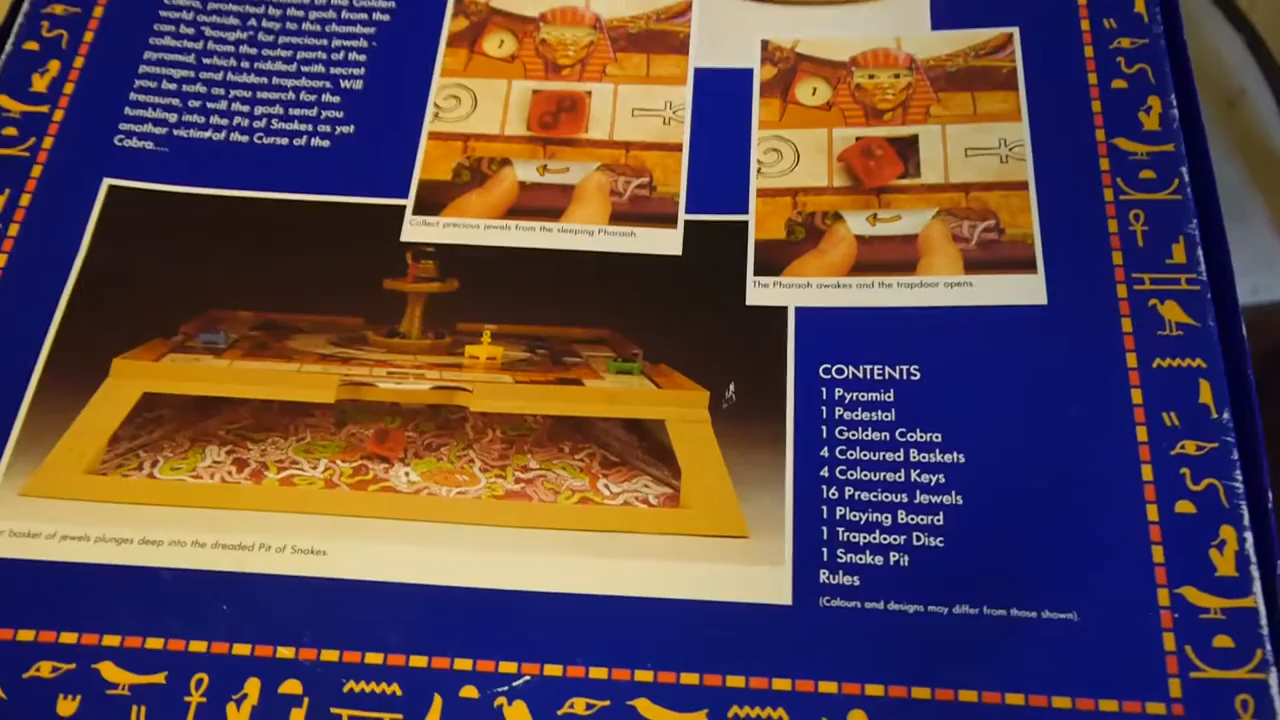 Cobra, protected by the gods from the
world outside. A key to this chamber
can be "bought" for precious jewels -
collected from the outer parts of the
pyramid, which is riddled with secret
passages and hidden trapdoors. Will
you be safe as you search for the
treasure, or will the gods send you
tumbling into the Pit of Snakes as yet
another victim of the Curse of the
Cobra....
1
Collect precious jewels from the sleeping Pharaoh.
1
The Pharaoh awakes and the trapdoor opens.
basket of jewels plunges deep into the dreaded Pit of Snakes.
CONTENTS
1 Pyramid
1 Pedestal
1 Golden Cobra
4 Coloured Baskets
4 Coloured Keys
16 Precious Jewels
1 Playing Board
1 Trapdoor Disc
1 Snake Pit
Rules
(Colours and designs may differ from those shown).